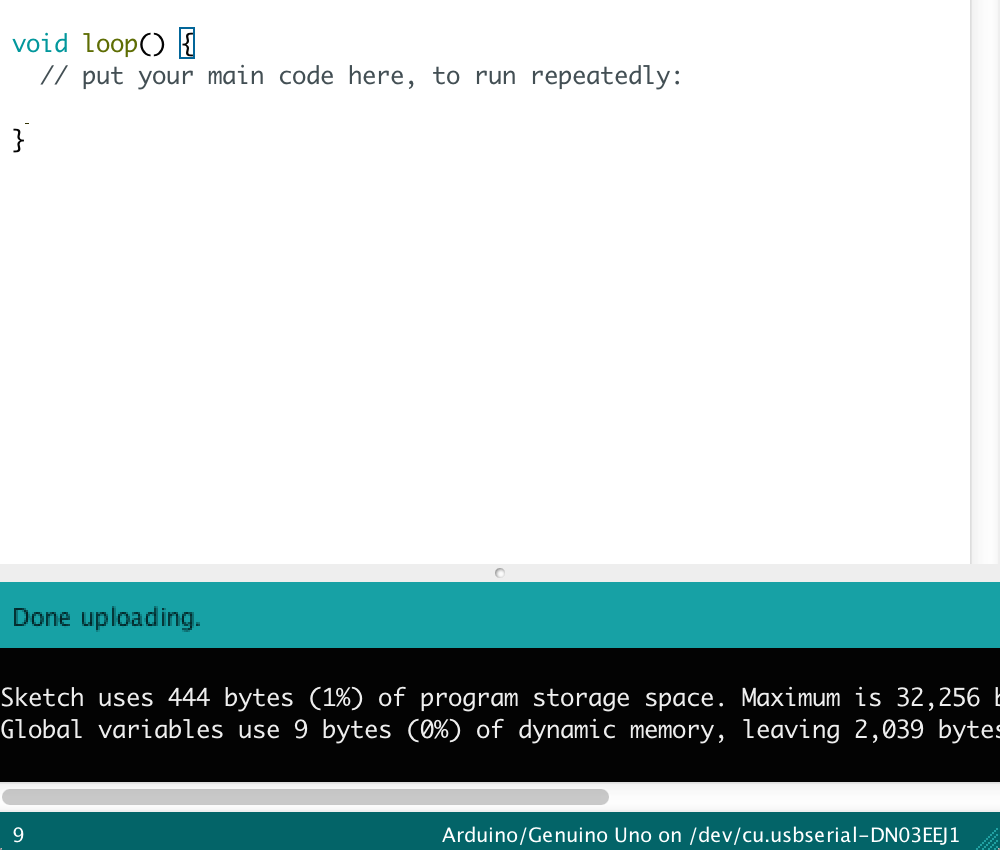 void loop() {
// put your main code here, to run repeatedly:
}
Done uploading.
Sketch uses 444 bytes (1%) of program storage space. Maximum is 32,256
Global variables use 9 bytes (0%) of dynamic memory, leaving 2,039 bytes
9 Arduino/Genuino Uno on /dev/cu.usbserial-DN03EEJ1